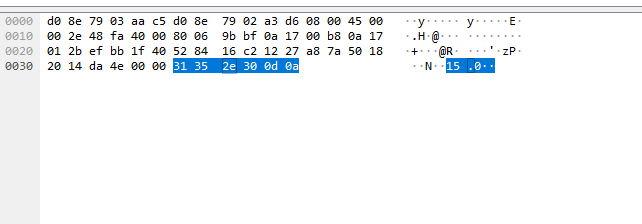 0000 d0 8e 79 03 aa c5 d0 8e 79 02 a3 d6 08 00 45 00 ··y·····y·····E·
0010 00 2e 48 fa 40 00 80 06 9b bf 0a 17 00 b8 0a 17 ·.H·@···········
0020 01 2b ef bb 1f 40 52 84 16 c2 12 27 a8 7a 50 18 ·+···@R····'·zP·
0030 20 14 da 4e 00 00 31 35 2e 30 0d 0a ··N··15.0··